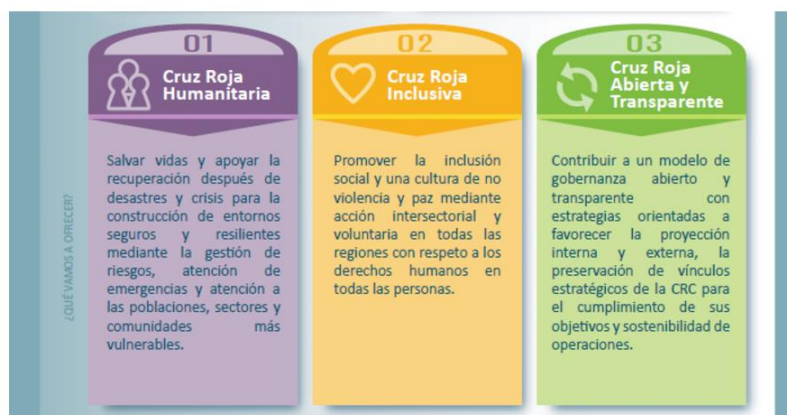 ¿QUÉ VAMOS A OFRECER?
01
Cruz Roja
Humanitaria
Salvar vidas y apoyar la
recuperación después de
desastres y crisis para la
construcción de entornos
seguros y resilientes
mediante la gestión de
riesgos, atención de
emergencias y atención a
las poblaciones, sectores y
comunidades más
vulnerables.
02
Cruz Roja
Inclusiva
Promover la inclusión
social y una cultura de no
violencia y paz mediante
acción intersectorial y
voluntaria en todas las
regiones con respeto a los
derechos humanos en
todas las personas.
03
Cruz Roja
Abierta y
Transparente
Contribuir a un modelo de
gobernanza abierto y
transparente con
estrategias orientadas a
favorecer la proyección
interna y externa, la
preservación de vínculos
estratégicos de la CRC para
el cumplimiento de sus
objetivos y sostenibilidad de
operaciones.